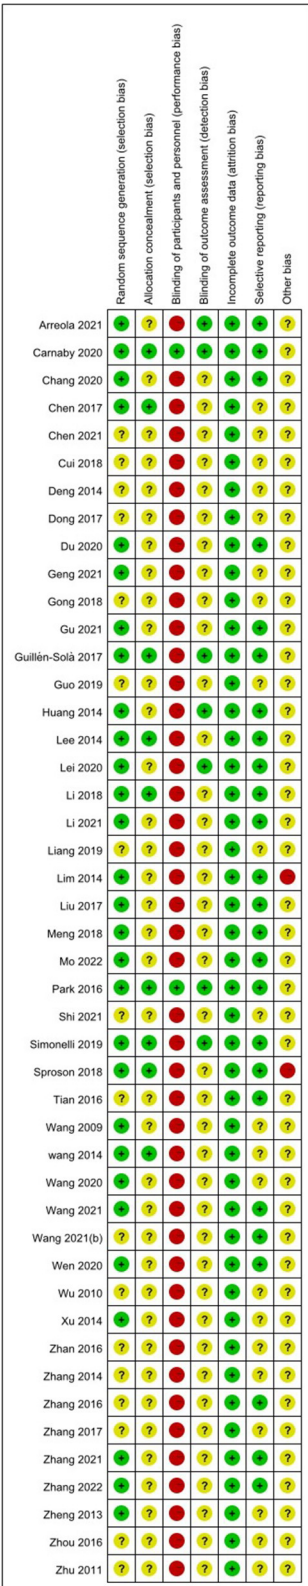 Random sequence generation (selection bias)
Allocation concealment (selection bias)
Blinding of participants and personnel (performance bias)
Blinding of outcome assessment (detection bias)
Incomplete outcome data (attrition bias)
Selective reporting (reporting bias)
Other bias
Arreola 2021 + ? + + + ?
Carnaby 2020 + + + + + + ?
Chang 2020 + ? ? + + ?
Chen 2017 + + ? + ? ?
Chen 2021 ? ? ? + ? ?
Cui 2018 ? ? ? + ? ?
Deng 2014 ? ? ? + ? ?
Dong 2017 ? ? ? + ? ?
Du 2020 + ? ? + + ?
Geng 2021 + ? ? + ? ?
Gong 2018 ? ? ? + ? ?
Gu 2021 + ? ? + + ?
Guillèn-Solà 2017 + + + + + ?
Guo 2019 ? ? ? + ? ?
Huang 2014 + ? + + + ?
Lee 2014 + + ? + + ?
Lei 2020 + ? + + + ?
Li 2018 + + ? + + ?
Li 2021 + ? ? + + ?
Liang 2019 ? ? ? + ? ?
Lim 2014 + ? ? + +
Liu 2017 + ? ? + + ?
Meng 2018 + ? ? + + ?
Mo 2022 + ? ? + + ?
Park 2016 + + + + + + ?
Shi 2021 ? ? ? + ? ?
Simonelli 2019 + + + + + ?
Sproson 2018 + + ? + +
Tian 2016 ? ? ? + + ?
Wang 2009 + ? ? + ? ?
wang 2014 + + ? + ? ?
Wang 2020 + ? ? + ? ?
Wang 2021 + ? ? + + ?
Wang 2021(b) ? ? ? + + ?
Wen 2020 + ? ? + + ?
Wu 2010 ? ? ? + ? ?
Xu 2014 + ? ? + ? ?
Zhan 2016 ? ? ? + ? ?
Zhang 2014 ? ? ? + ? ?
Zhang 2016 ? ? ? + + ?
Zhang 2017 ? ? ? + ? ?
Zhang 2021 + ? ? + + ?
Zhang 2022 + ? ? + + ?
Zheng 2013 + ? ? + ? ?
Zhou 2016 ? ? ? + ? ?
Zhu 2011 ? ? ? + ? ?